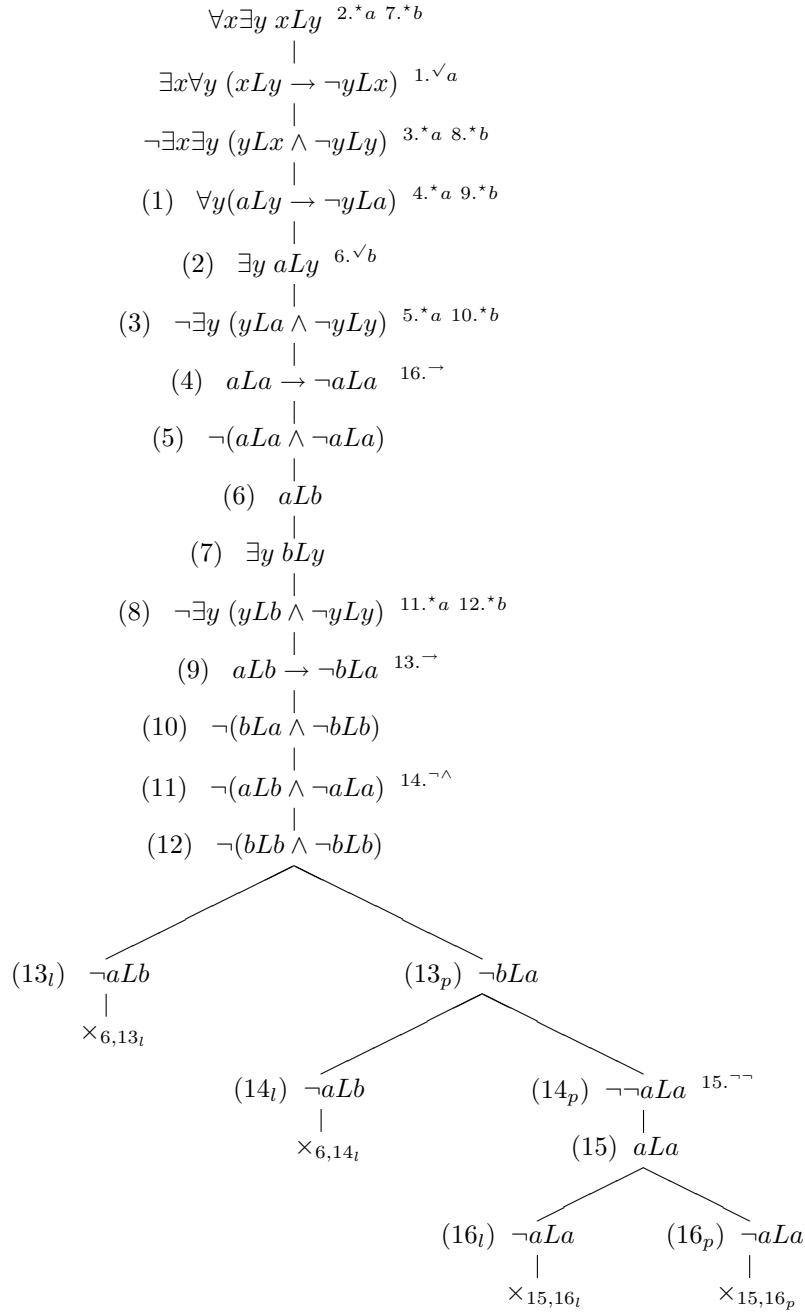 ∀x∃y xLy 2.⋆a 7.⋆b
∃x∀y (xLy → ¬yLx) 1.√a
¬∃x∃y (yLx ∧ ¬yLy) 3.⋆a 8.⋆b
(1) ∀y(aLy → ¬yLa) 4.⋆a 9.⋆b
(2) ∃y aLy 6.√b
(3) ¬∃y (yLa ∧ ¬yLy) 5.⋆a 10.⋆b
(4) aLa → ¬aLa 16.→
(5) ¬(aLa ∧ ¬aLa)
(6) aLb
(7) ∃y bLy
(8) ¬∃y (yLb ∧ ¬yLy) 11.⋆a 12.⋆b
(9) aLb → ¬bLa 13.→
(10) ¬(bLa ∧ ¬bLb)
(11) ¬(aLb ∧ ¬aLa) 14.¬∧
(12) ¬(bLb ∧ ¬bLb)
(13l) ¬aLb (13p) ¬bLa
×6,13l
(14l) ¬aLb (14p) ¬¬aLa 15.¬¬
×6,14l (15) aLa
(16l) ¬aLa (16p) ¬aLa
×15,16l ×15,16p